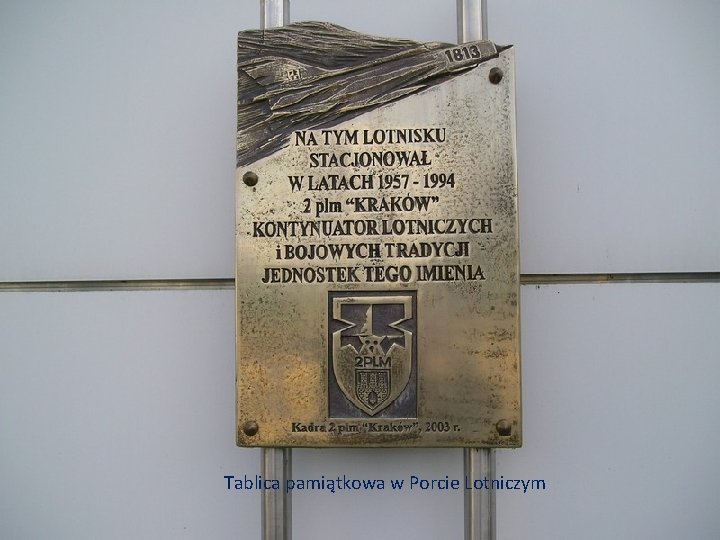 1813
NA TYM LOTNISKU
STACJONOWAŁ
W LATACH 1957 - 1994
2 plm “KRAKÓW”
KONTYNUATOR LOTNICZYCH
i BOJOWYCH TRADYCJI
JEDNOSTEK TEGO IMIENIA
2PLM
Kadra 2 plm “Kraków”, 2003 r.
Tablica pamiątkowa w Porcie Lotniczym